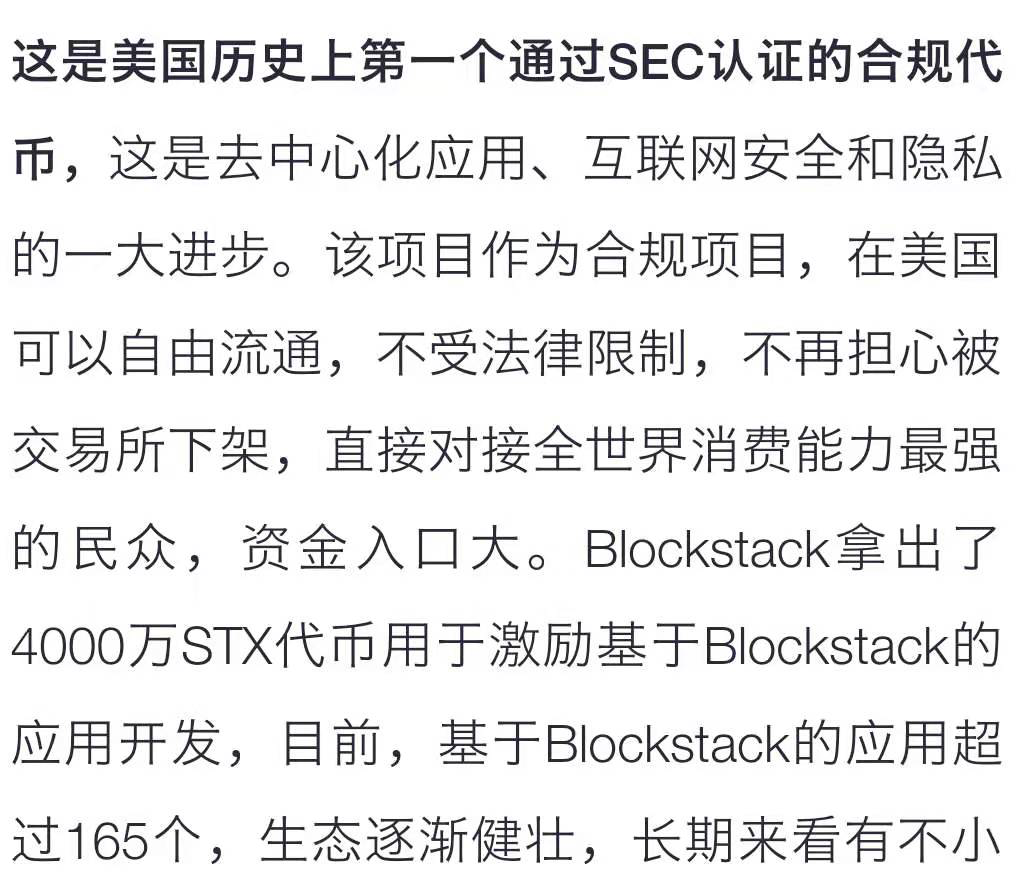 这是美国历史上第一个通过SEC认证的合规代
币，这是去中心化应用、互联网安全和隐私
的一大进步。该项目作为合规项目，在美国
可以自由流通，不受法律限制，不再担心被
交易所下架，直接对接全世界消费能力最强
的民众，资金入口大。Blockstack拿出了
4000万STX代币用于激励基于Blockstack的
应用开发，目前，基于Blockstack的应用超
过165个，生态逐渐健壮，长期来看有不小